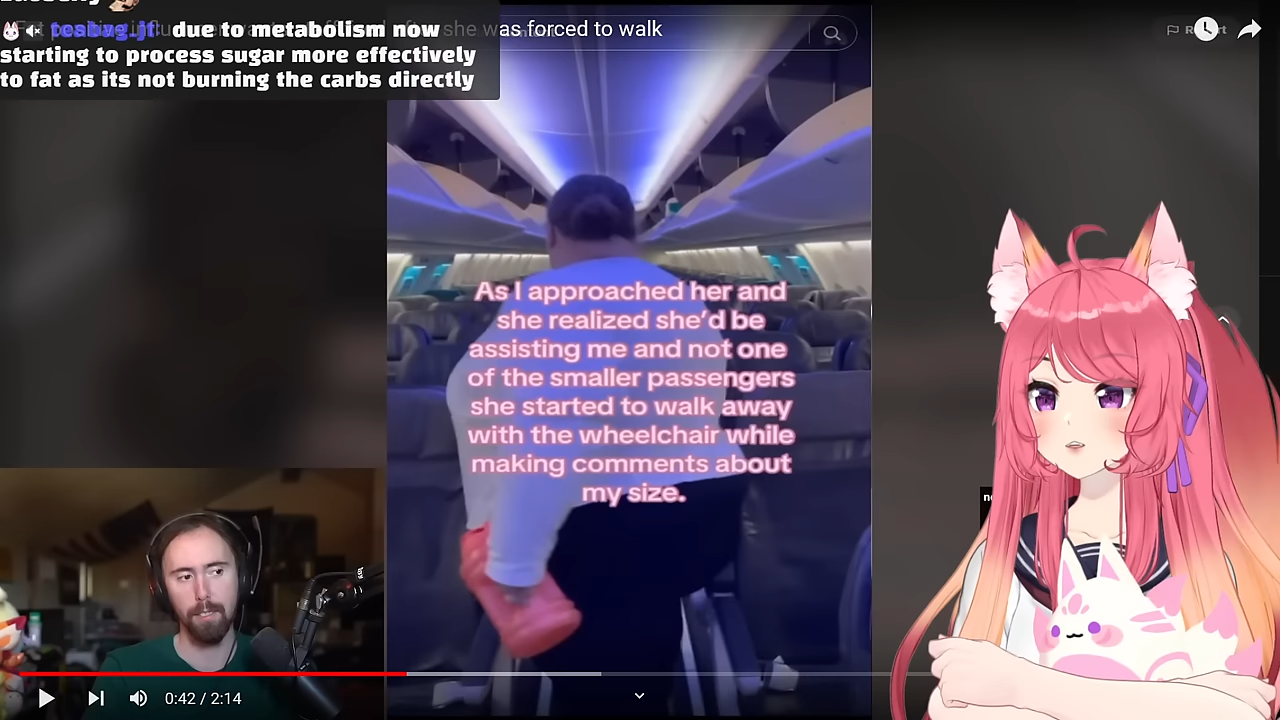 due to metabolism now
starting to process sugar more effectively
to fat as its not burning the carbs directly
she was forced to walk
As I approached her and
she realized she'd be
assisting me and not one
of the smaller passengers
she started to walk away
with the wheelchair while
making comments about
my size.
0:42 / 2:14